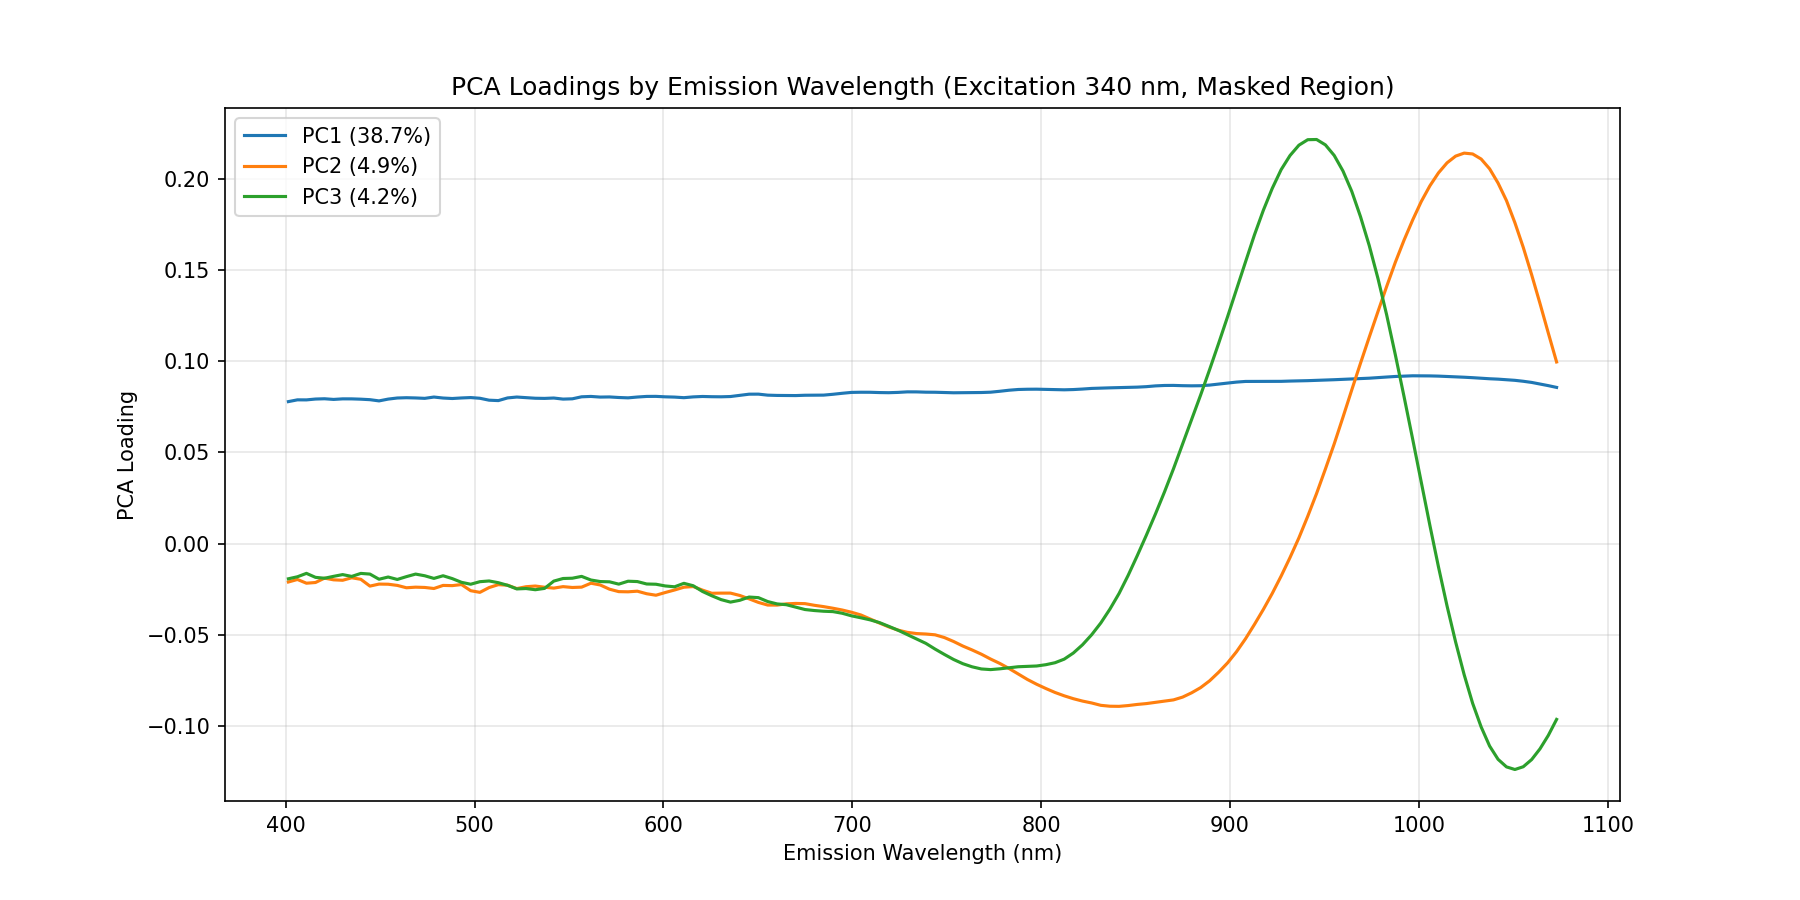 PCA Loadings by Emission Wavelength (Excitation 340 nm, Masked Region)
PC1 (38.7%)
PC2 (4.9%)
PC3 (4.2%)
PCA Loading
0.20
0.15
0.10
0.05
0.00
−0.05
−0.10
400 500 600 700 800 900 1000 1100
Emission Wavelength (nm)